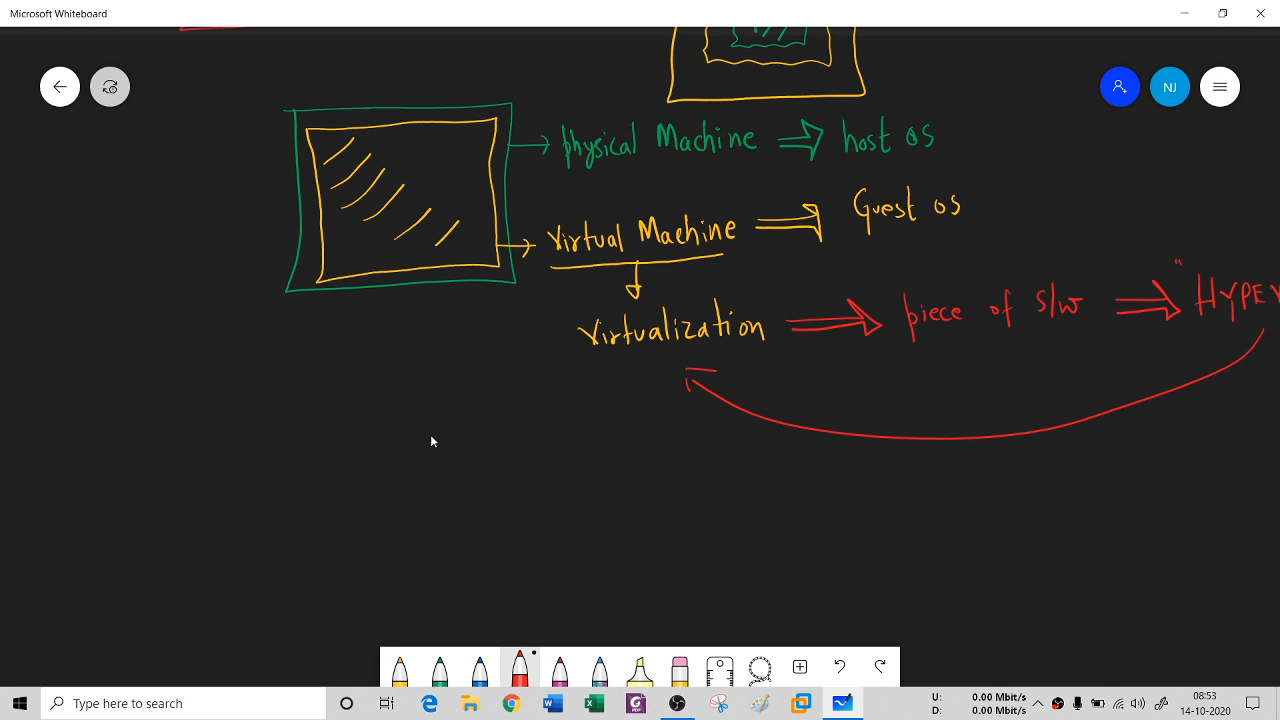 Microsoft Whiteboard
NJ
physical Machine ⇒ host OS
Virtual Machine ⇒ Guest OS
Virtualization ⇒ piece of S/W ⇒ "HYPE
Type here to search
U: 0.00 Mbit/s
D: 0.00 Mbit/s
08:53
14-10-2020